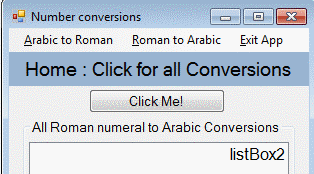 Number conversions
Arabic to Roman Roman to Arabic Exit App
Home : Click for all Conversions
Click Me!
All Roman numeral to Arabic Conversions
listBox2